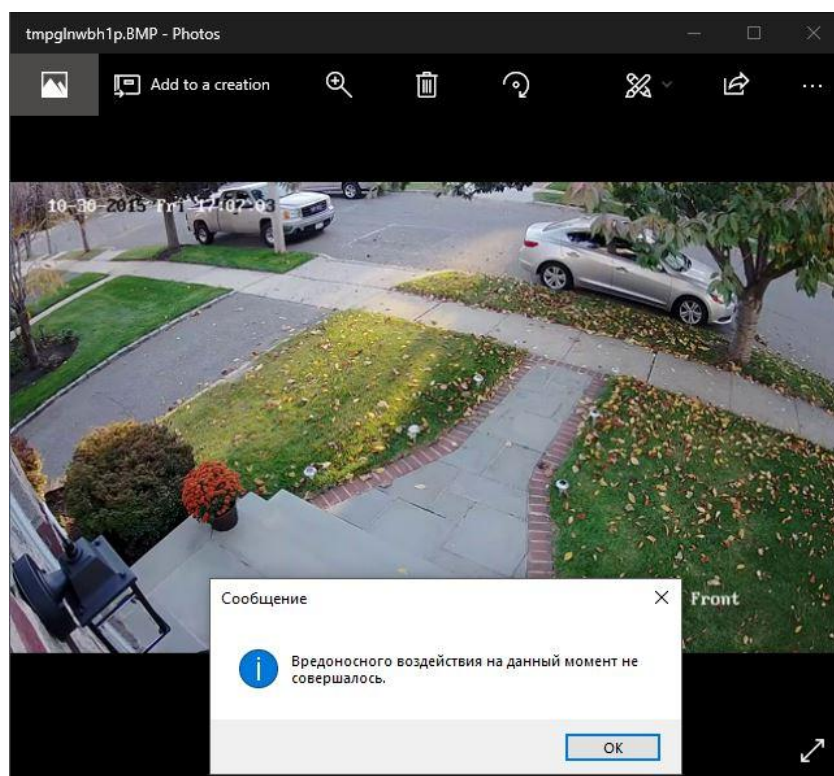 tmpglnwbh1p.BMP - Photos
Add to a creation
10-30-2015 Fri 17:07:03
Сообщение
Front
Вредоносного воздействия на данный момент не
совершалось.
OK